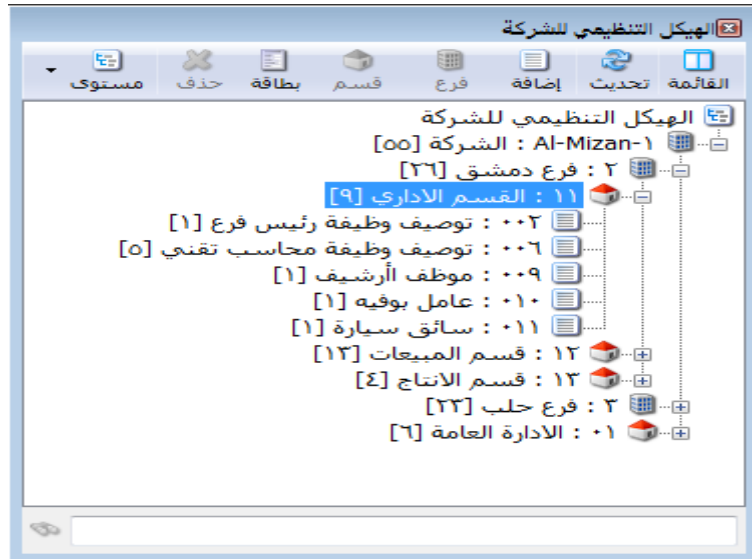 الهيكل التنظيمي للشركة
القائمة تحديث إضافة فرع قسم بطاقة حذف مستوى
الهيكل التنظيمي للشركة
Al-Mizan-١ : الشركة [٥٥]
٢ : فرع دمشق [٢٦]
١١ : القسم الاداري [٩]
٠٠٢ : توصيف وظيفة رئيس فرع [١]
٠٠٦ : توصيف وظيفة محاسب تقني [٥]
٠٠٩ : موظف اأرشيف [١]
٠١٠ : عامل بوفيه [١]
٠١١ : سائق سيارة [١]
١٢ : قسم المبيعات [١٣]
١٣ : قسم الانتاج [٤]
٣ : فرع حلب [٢٣]
٠١ : الادارة العامة [٦]